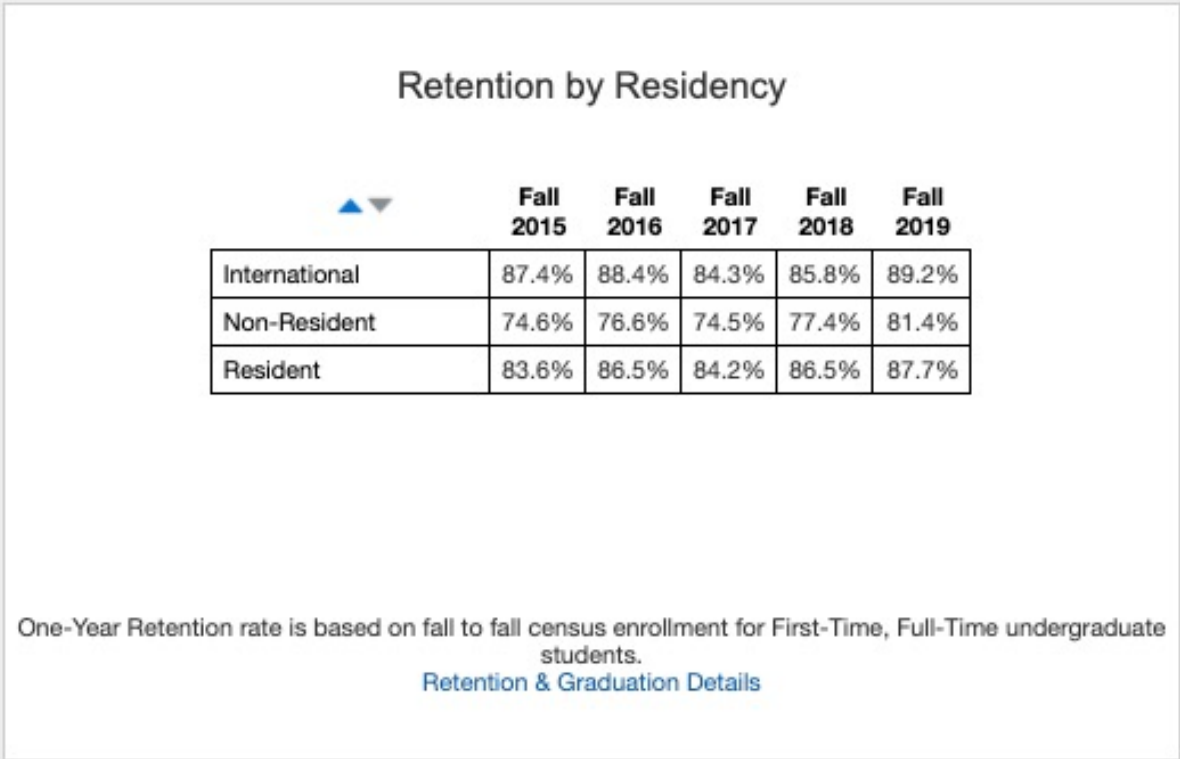 Retention by Residency
Fall Fall Fall Fall Fall
2015 2016 2017 2018 2019
International 87.4% 88.4% 84.3% 85.8% 89.2%
Non-Resident 74.6% 76.6% 74.5% 77.4% 81.4%
Resident 83.6% 86.5% 84.2% 86.5% 87.7%
One-Year Retention rate is based on fall to fall census enrollment for First-Time, Full-Time undergraduate
students.
Retention & Graduation Details